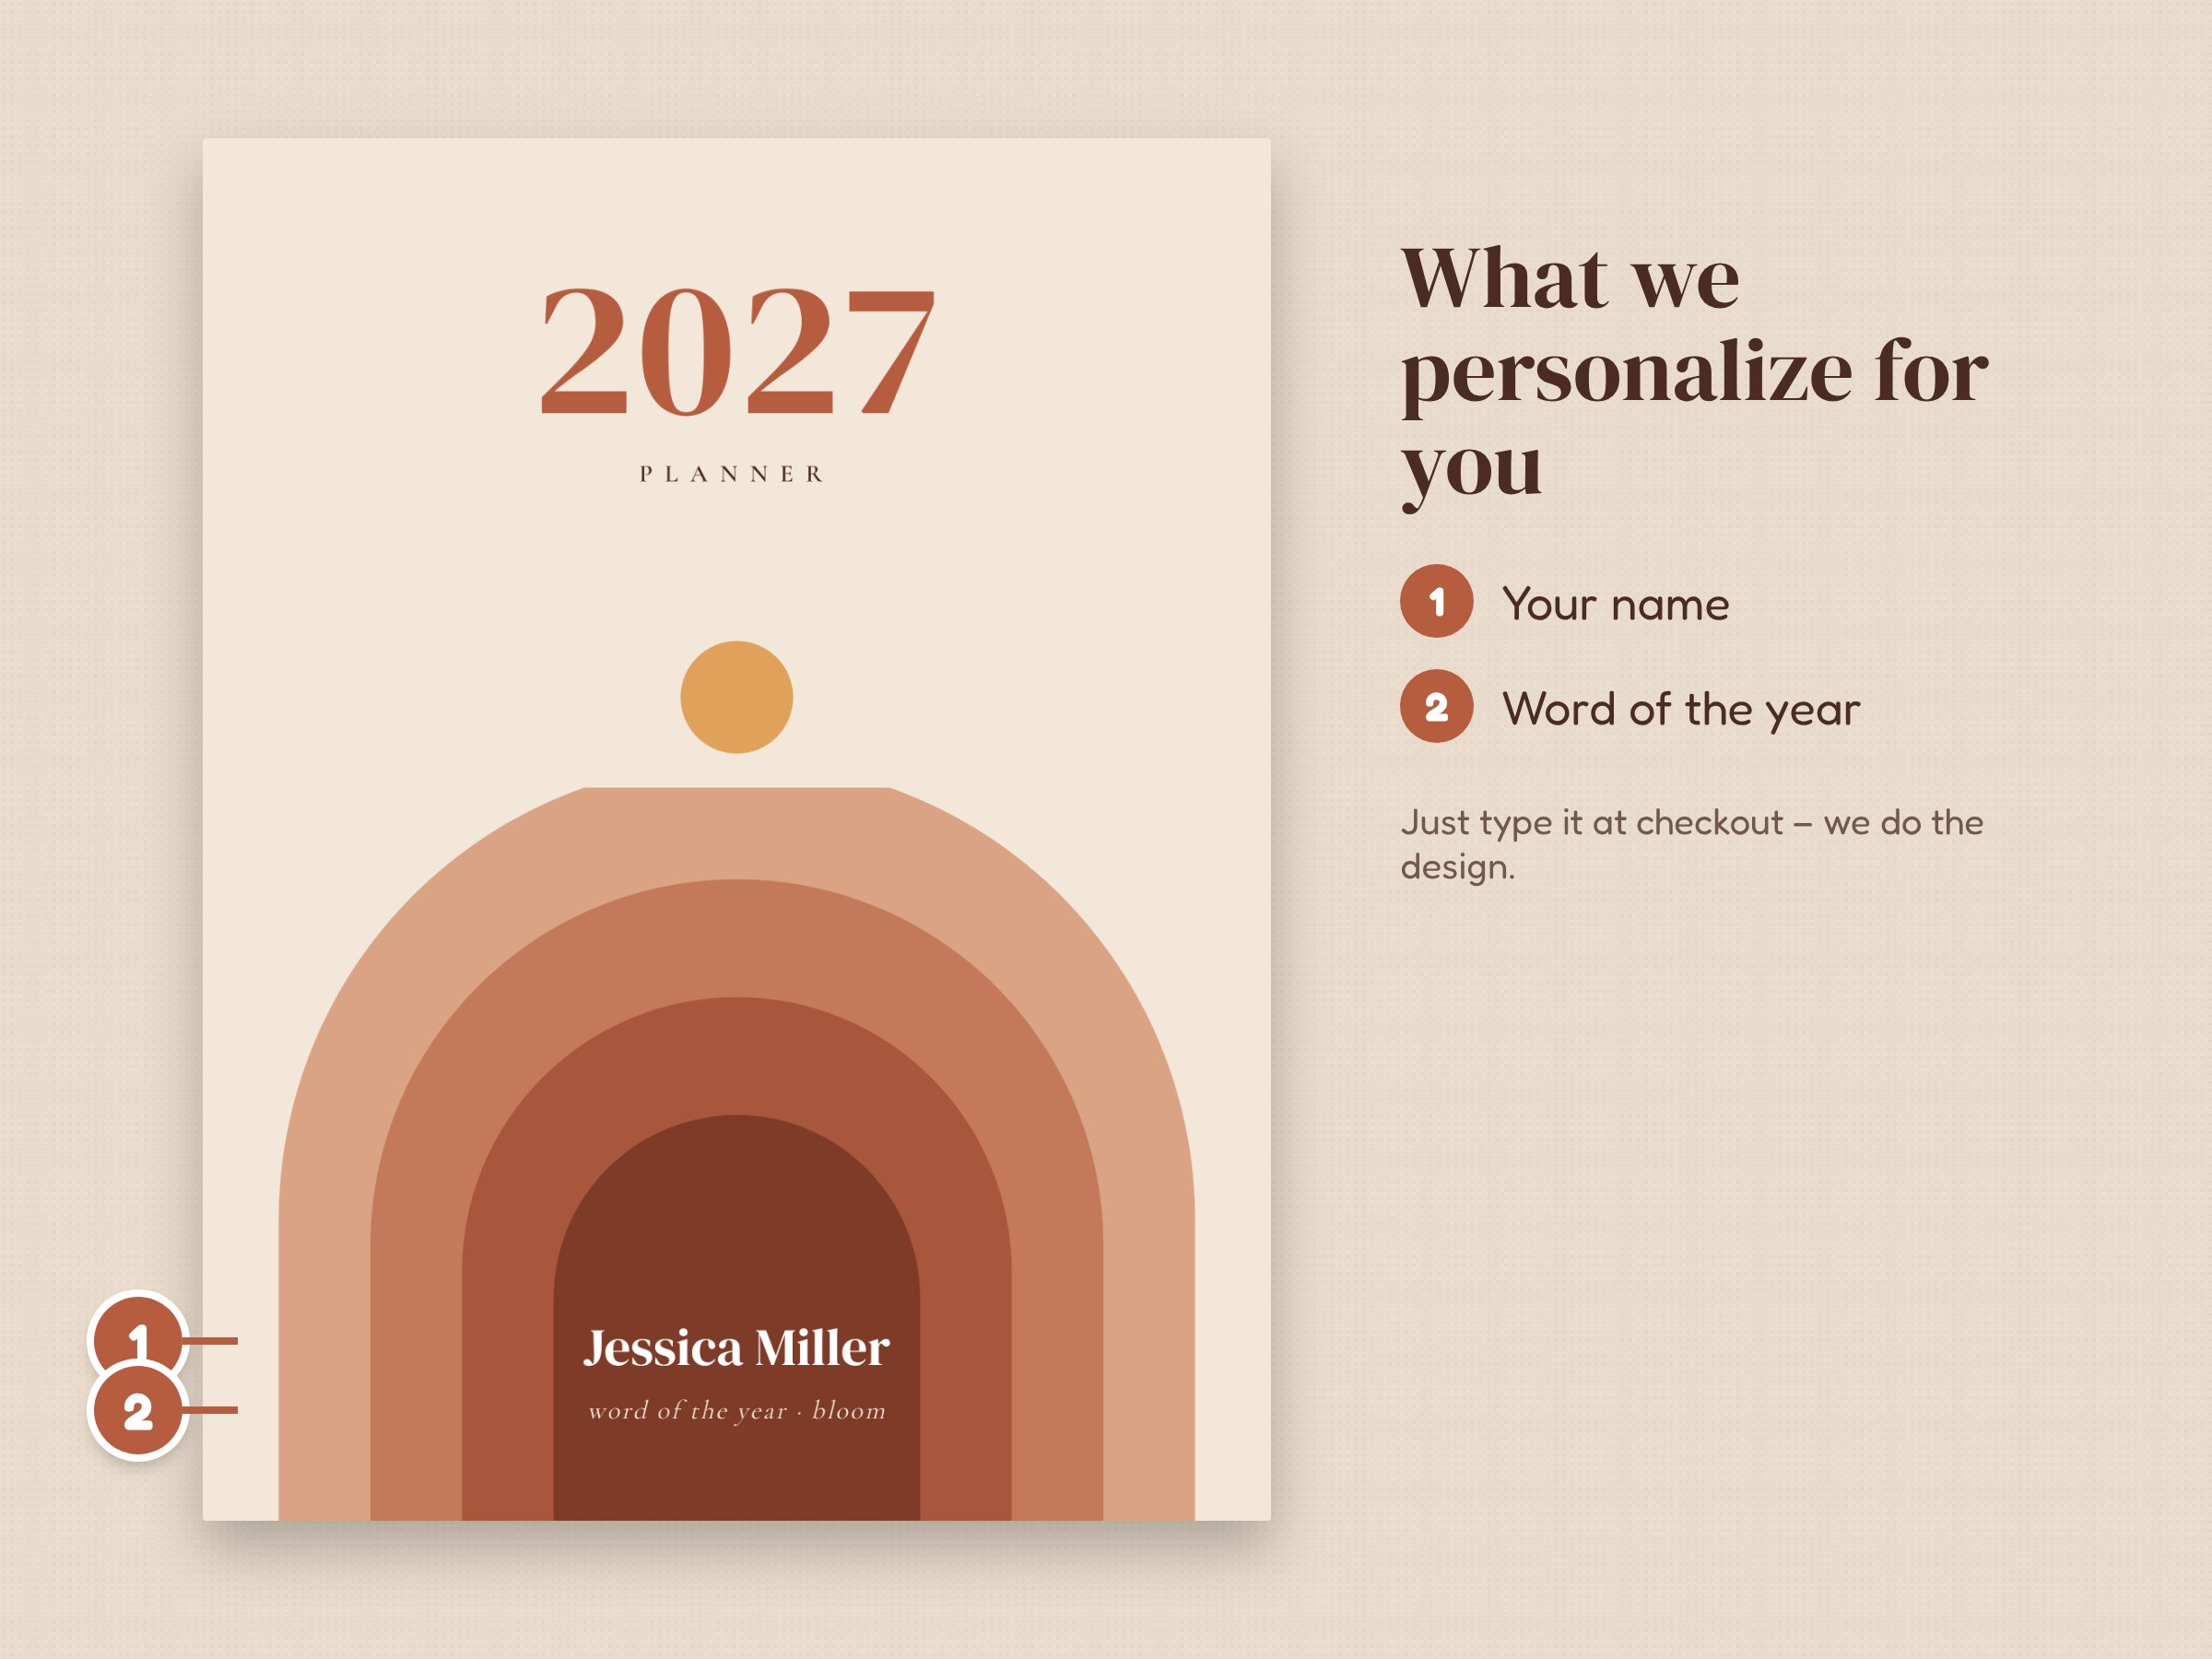 2027
PLANNER
Jessica Miller
word of the year · bloom
1
2
What we
personalize for
you
1 Your name
2 Word of the year
Just type it at checkout – we do the
design.